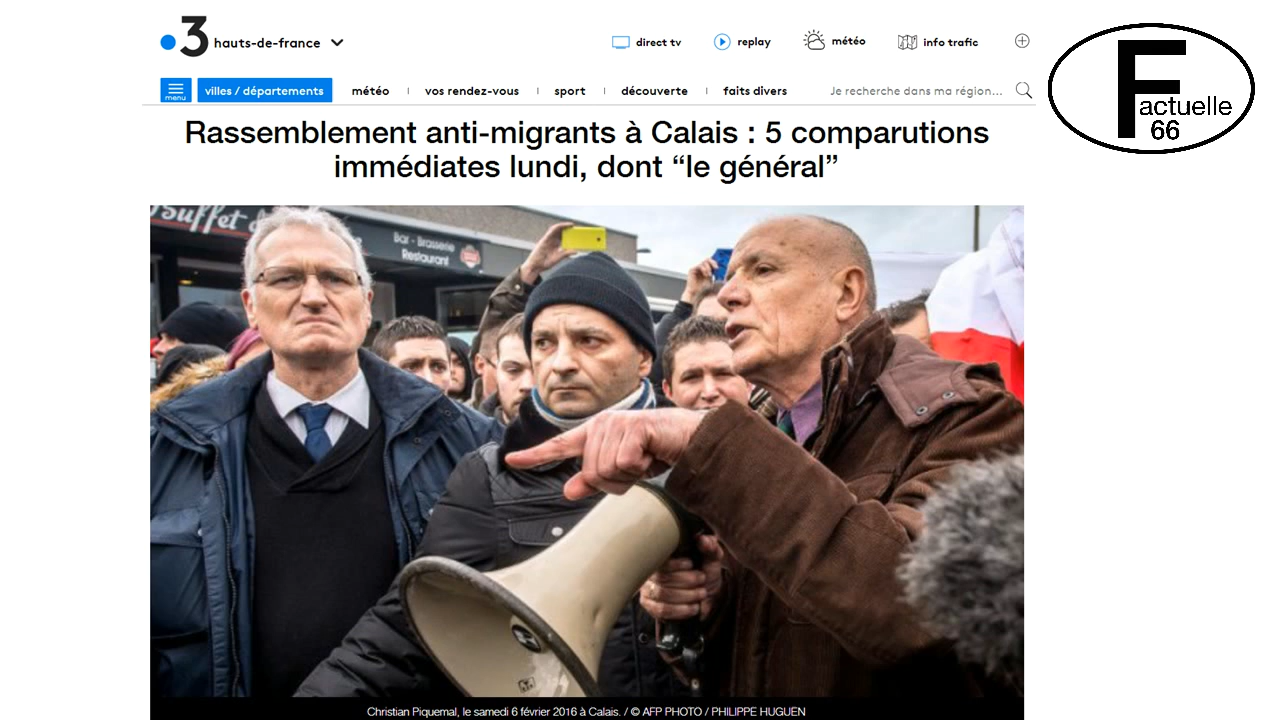 3 hauts-de-france
direct tv
replay
météo
info trafic
menu
villes / départements
météo
vos rendez-vous
sport
découverte
faits divers
Je recherche dans ma région...
F
actuelle
66
Rassemblement anti-migrants à Calais : 5 comparutions
immédiates lundi, dont “le général”
Buffet
Bar - Brasserie
Restaurant
Christian Piquemal, le samedi 6 février 2016 à Calais. / © AFP PHOTO / PHILIPPE HUGUEN